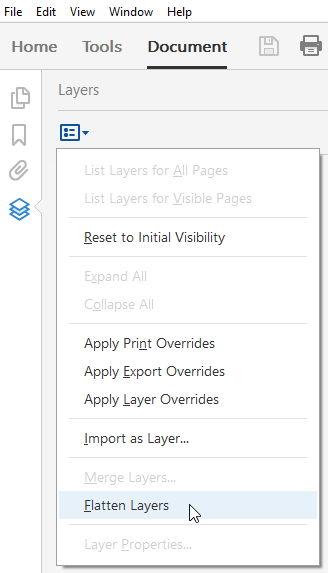 File Edit View Window Help
Home Tools Document
Layers
List Layers for All Pages
List Layers for Visible Pages
Reset to Initial Visibility
Expand All
Collapse All
Apply Print Overrides
Apply Export Overrides
Apply Layer Overrides
Import as Layer...
Merge Layers...
Flatten Layers
Layer Properties...